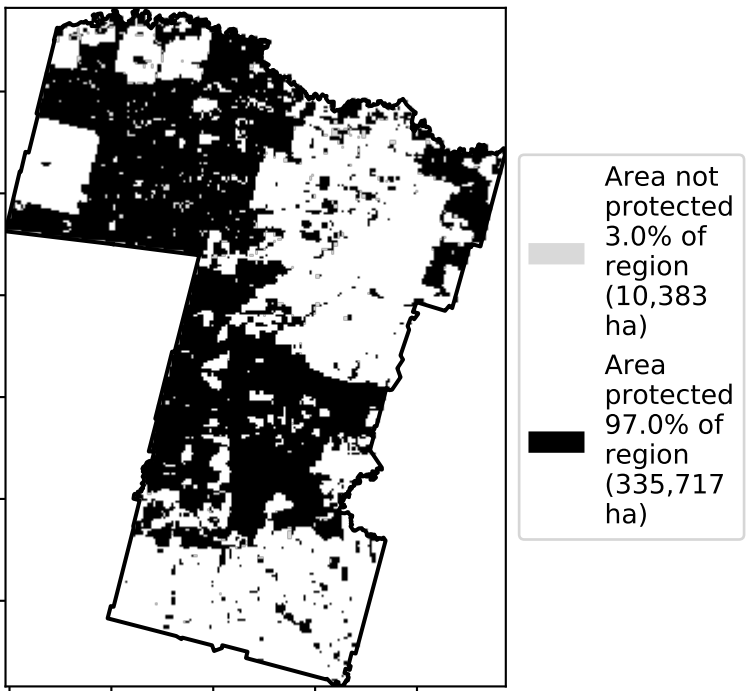 Area not
protected
3.0% of
region
(10,383
ha)
Area
protected
97.0% of
region
(335,717
ha)